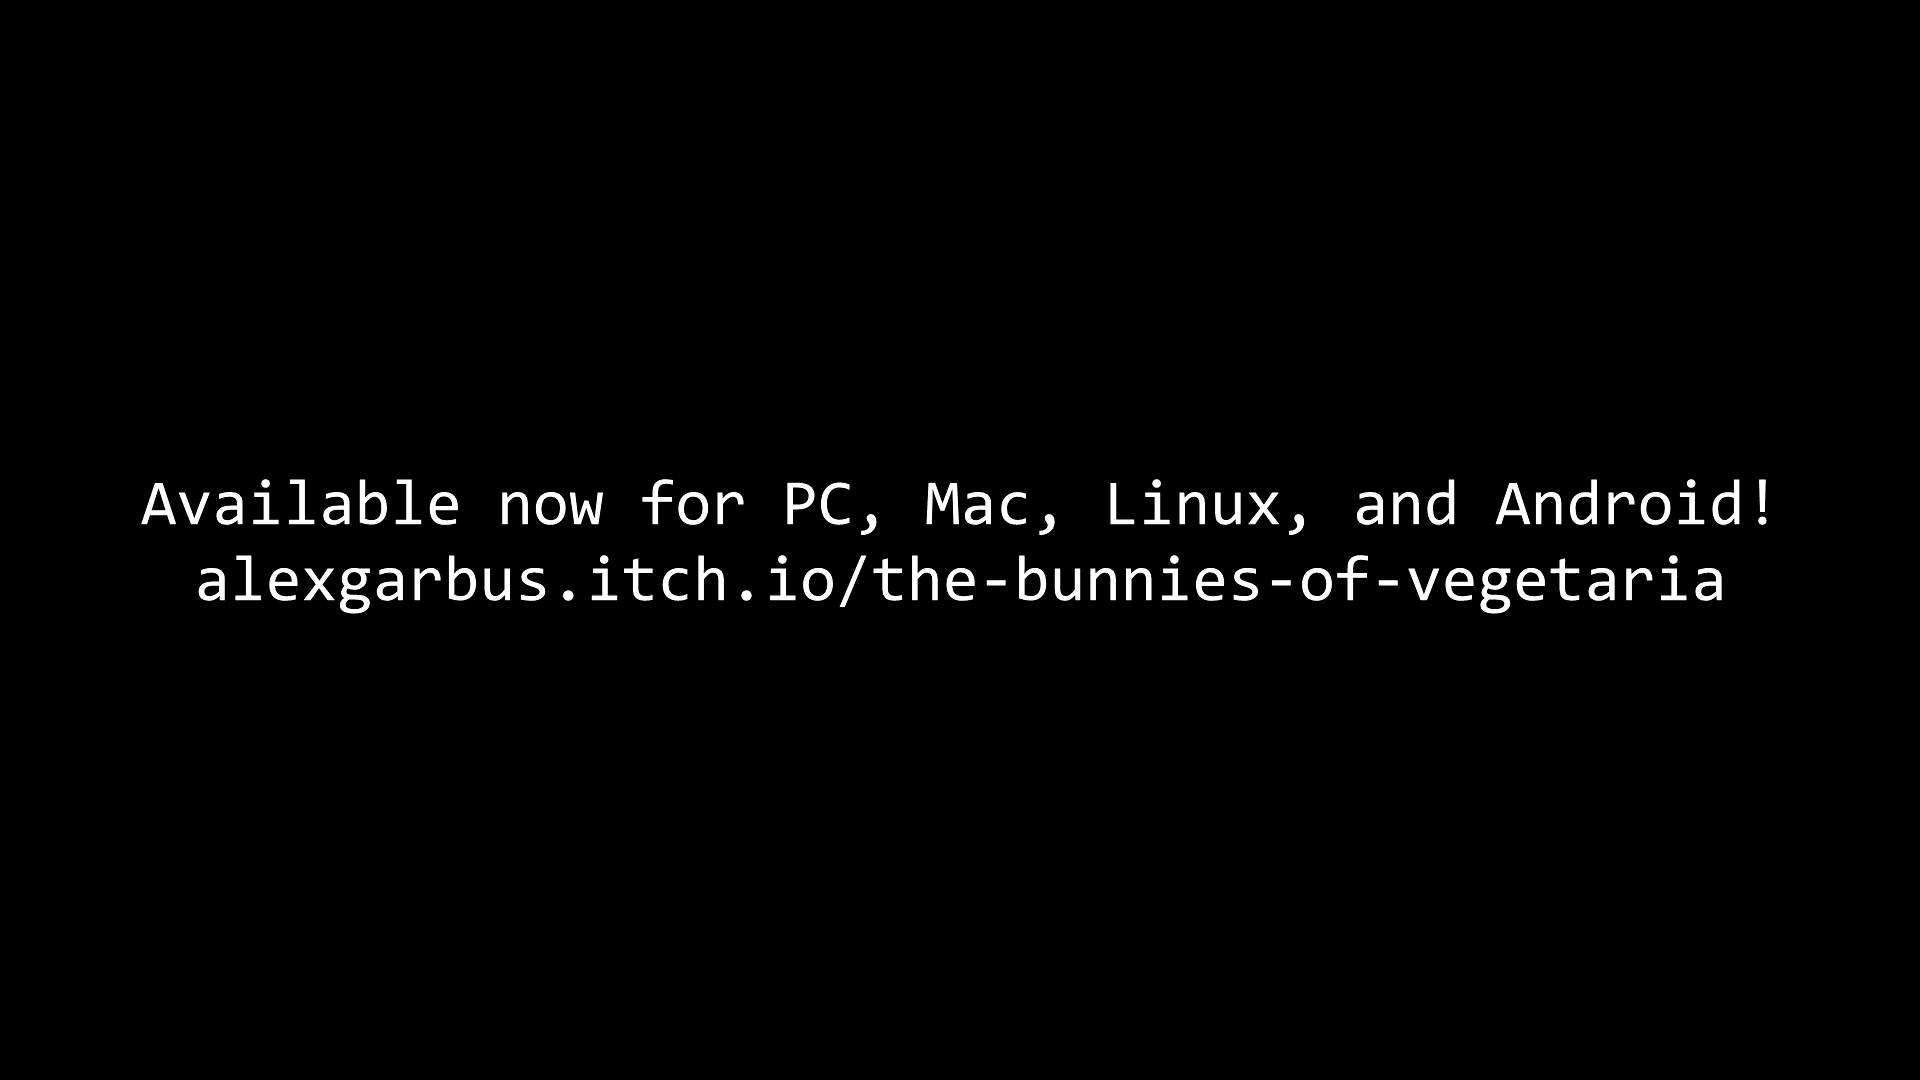 Available now for PC, Mac, Linux, and Android!
alexgarbus.itch.io/the-bunnies-of-vegetaria